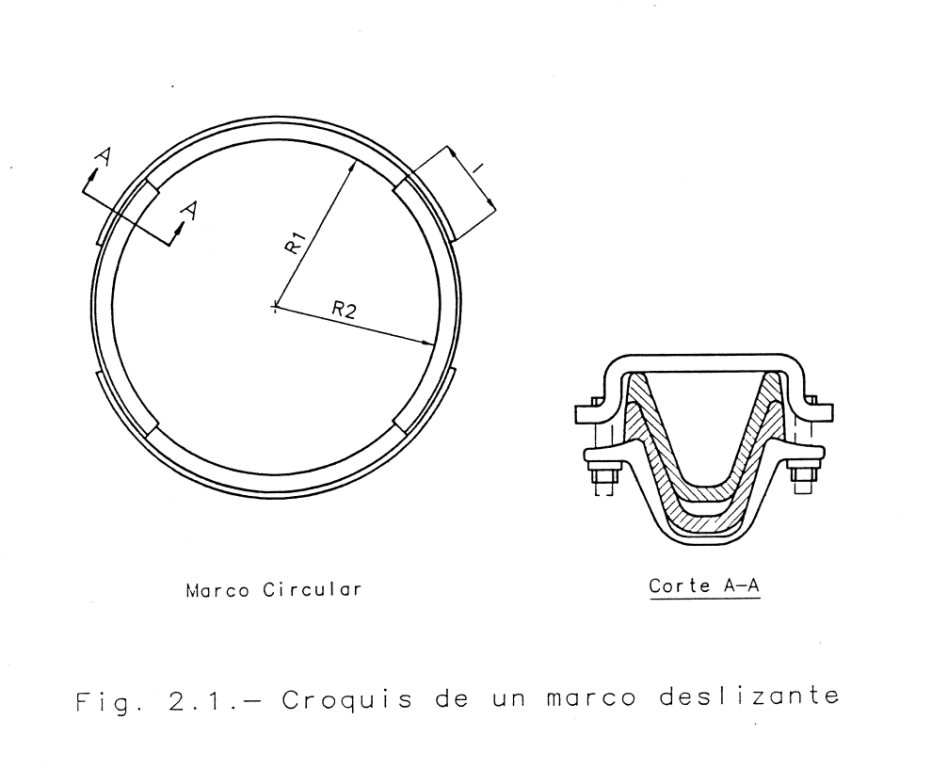 A
A
l
R1
R2
Marco Circular
Corte A-A
Fig. 2.1.- Croquis de un marco deslizante